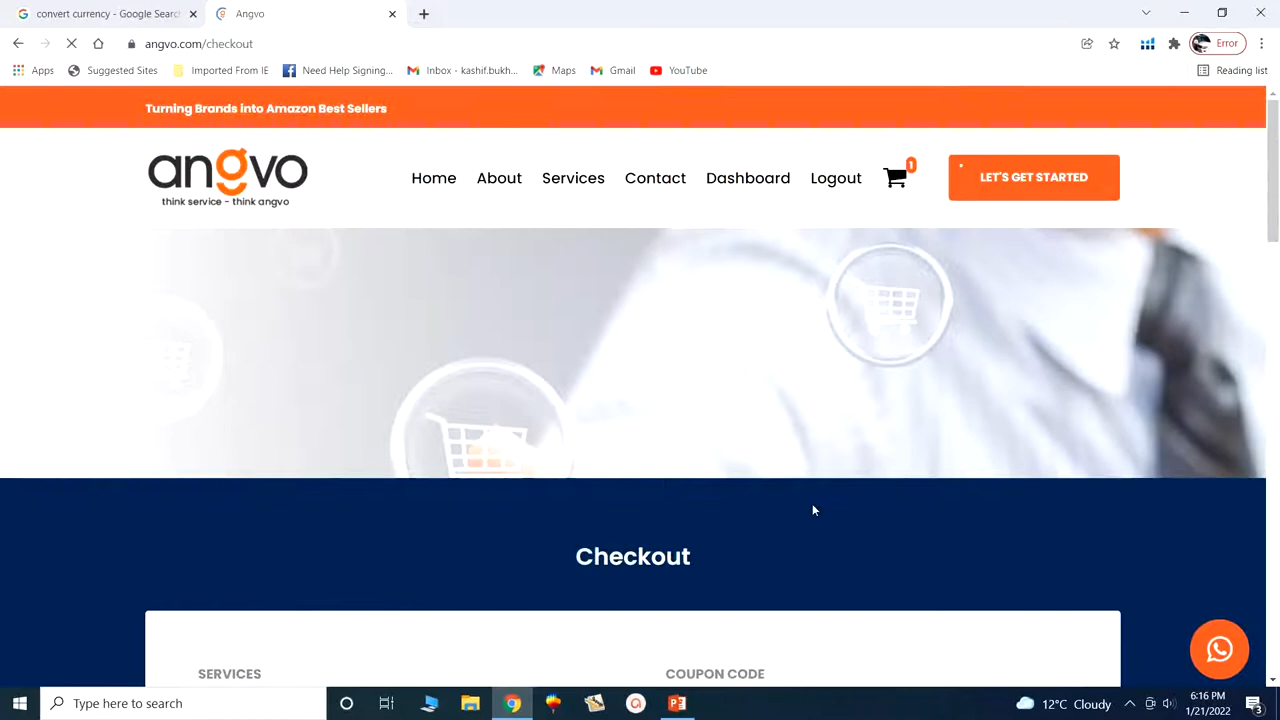 convert currency - Google Searc
Angvo
angvo.com/checkout
Error
Apps
Suggested Sites
Imported From IE
Need Help Signing...
Inbox - kashif.bukh...
Maps
Gmail
YouTube
Reading list
Turning Brands into Amazon Best Sellers
angvo
think service - think angvo
Home
About
Services
Contact
Dashboard
Logout
1
LET'S GET STARTED
Checkout
SERVICES
COUPON CODE
Type here to search
12°C Cloudy
6:16 PM
1/21/2022
3